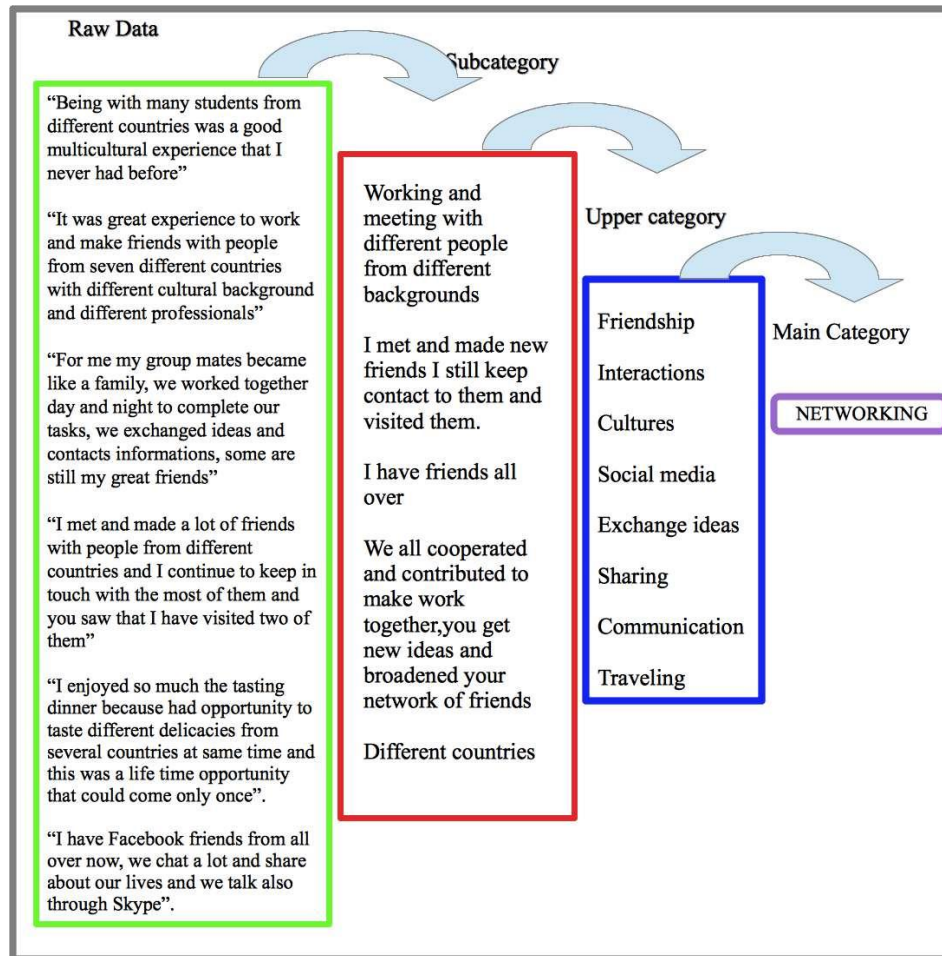 Raw Data
Subcategory
“Being with many students from
different countries was a good
multicultural experience that I
never had before”
“It was great experience to work
and make friends with people
from seven different countries
with different cultural background
and different professionals”
“For me my group mates became
like a family, we worked together
day and night to complete our
tasks, we exchanged ideas and
contacts informations, some are
still my great friends”
“I met and made a lot of friends
with people from different
countries and I continue to keep in
touch with the most of them and
you saw that I have visited two of
them”
“I enjoyed so much the tasting
dinner because had opportunity to
taste different delicacies from
several countries at same time and
this was a life time opportunity
that could come only once”.
“I have Facebook friends from all
over now, we chat a lot and share
about our lives and we talk also
through Skype”.
Working and
meeting with
different people
from different
backgrounds
I met and made new
friends I still keep
contact to them and
visited them.
I have friends all
over
We all cooperated
and contributed to
make work
together,you get
new ideas and
broadened your
network of friends
Different countries
Upper category
Friendship
Interactions
Cultures
Social media
Exchange ideas
Sharing
Communication
Traveling
Main Category
NETWORKING